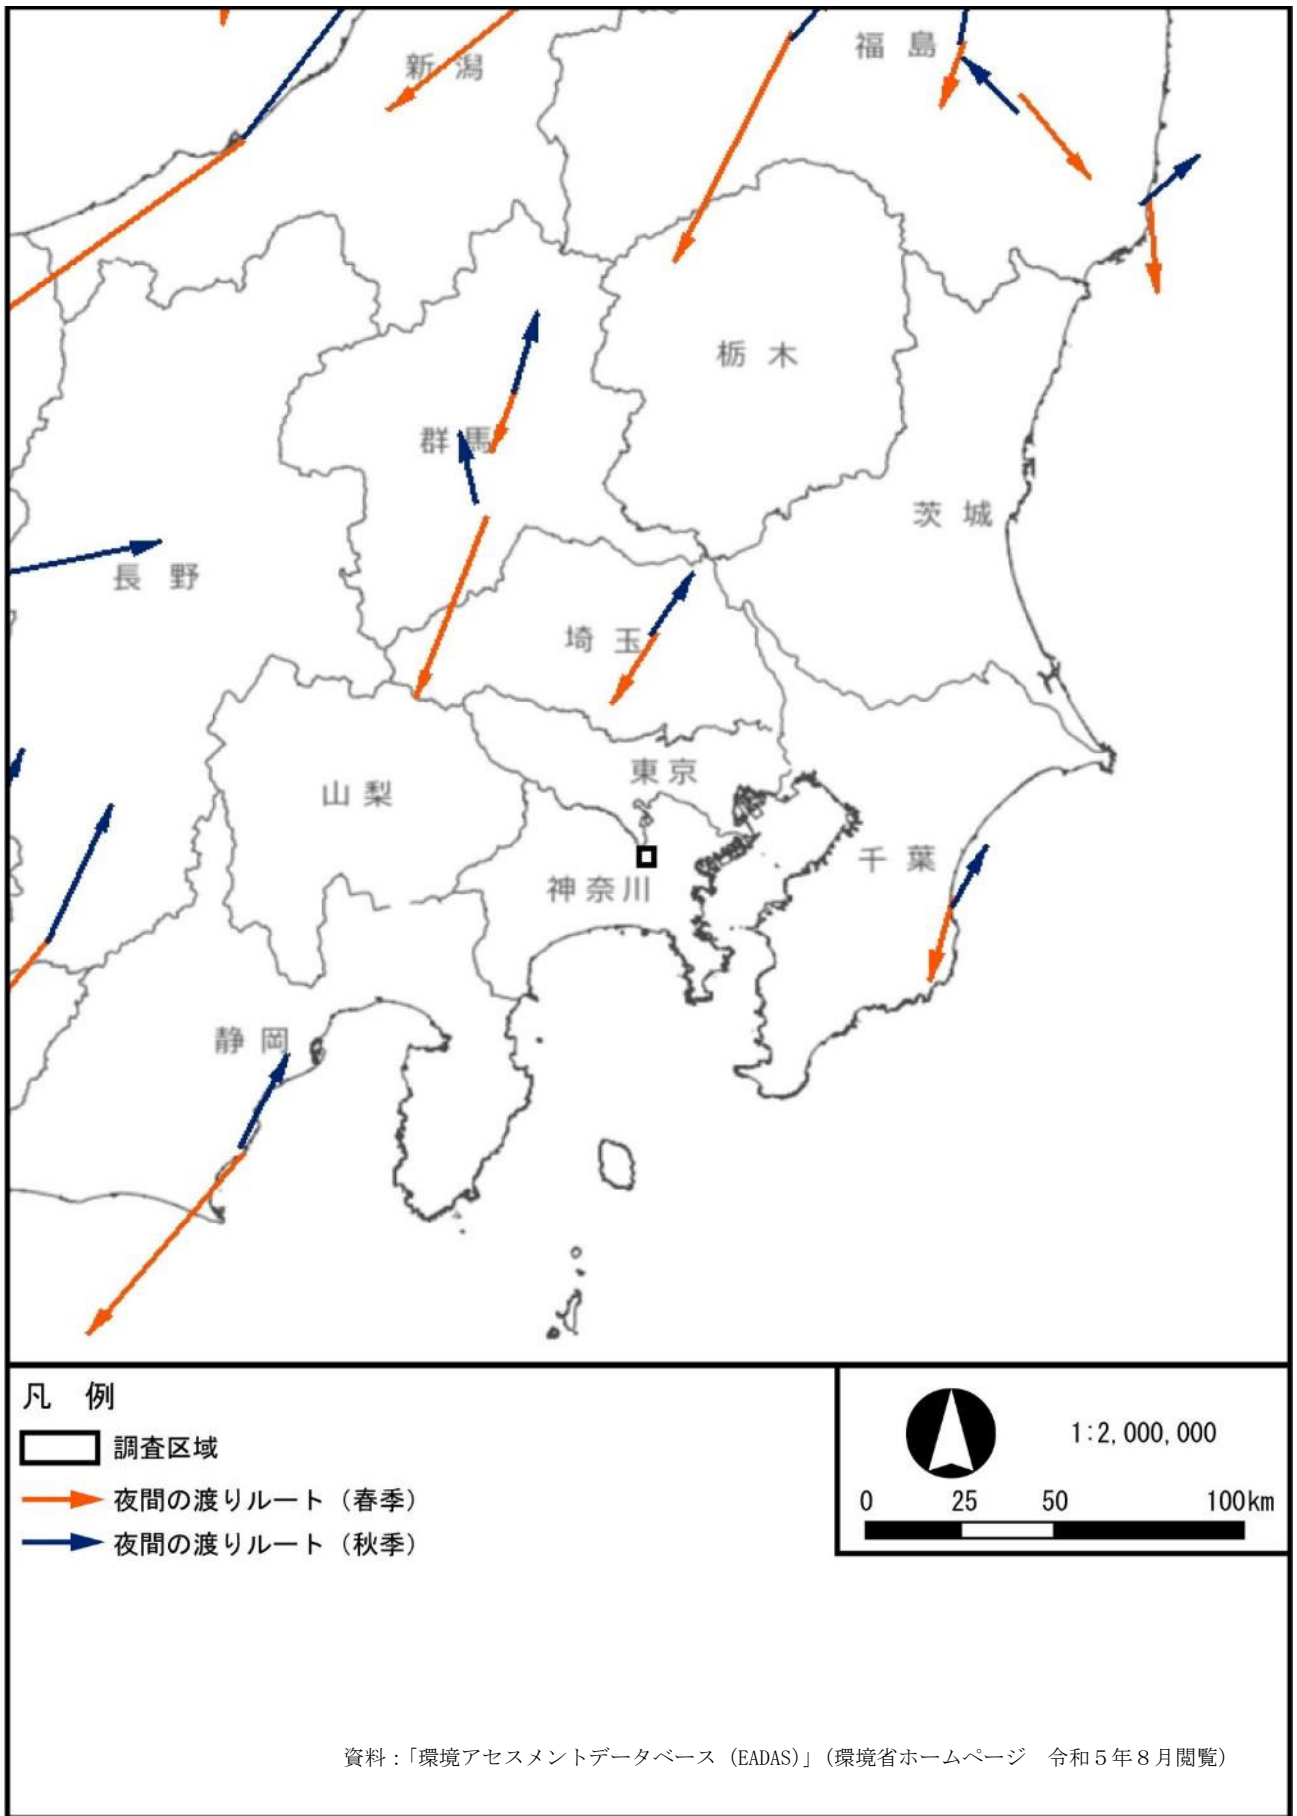 新潟
福島
栃木
群馬
茨城
長野
埼玉
東京
山梨
千葉
神奈川
静岡
凡 例
調査区域
夜間の渡りルート（春季）
夜間の渡りルート（秋季）
1:2,000,000
0 25 50 100km
資料：「環境アセスメントデータベース（EADAS）」（環境省ホームページ　令和５年８月閲覧）